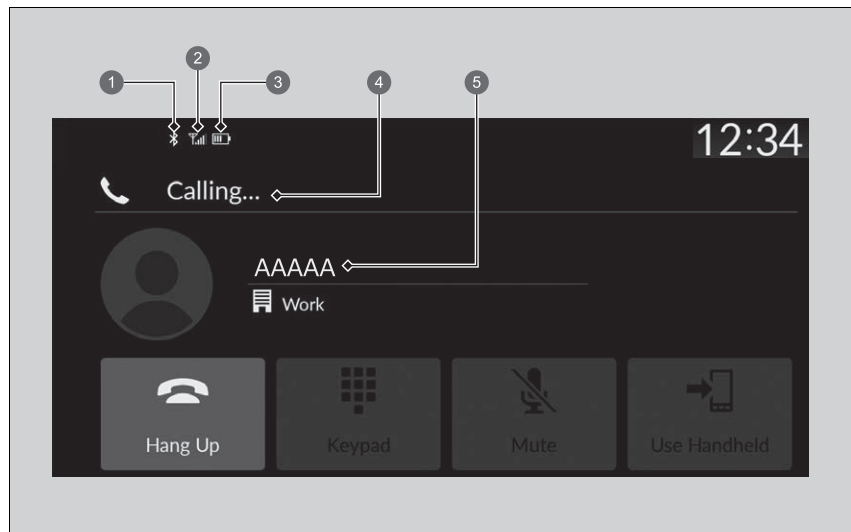 1 2 3 4 5
12:34
Calling...
AAAAA
Work
Hang Up Keypad Mute Use Handheld